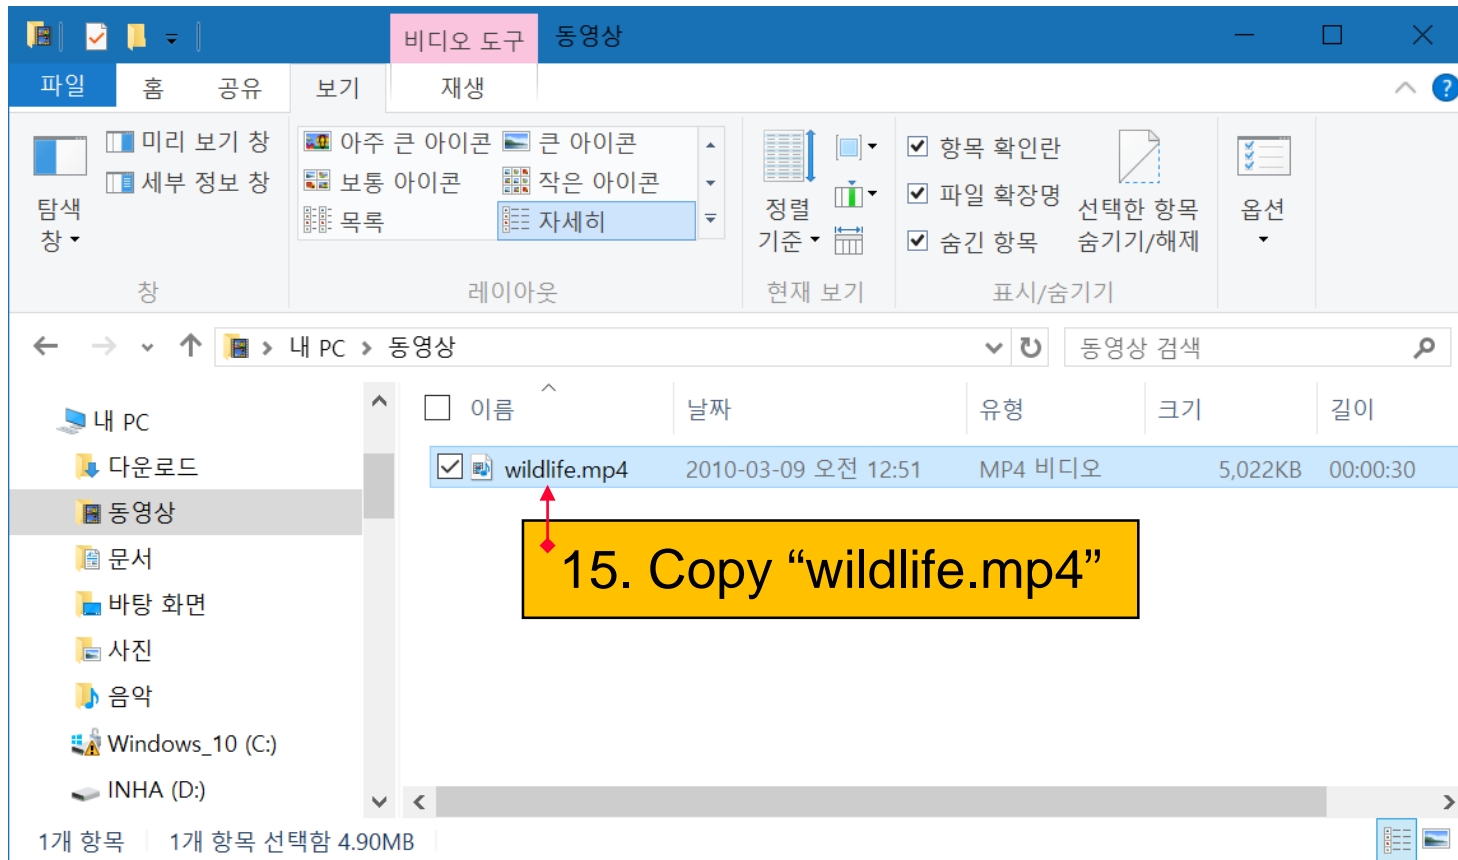 비디오 도구 동영상
파일 홈 공유 보기 재생
미리 보기 창
세부 정보 창
탐색
창
창
아주 큰 아이콘 큰 아이콘
보통 아이콘 작은 아이콘
목록 자세히
레이아웃
정렬
기준
현재 보기
항목 확인란
파일 확장명
숨긴 항목
선택한 항목
숨기기/해제
표시/숨기기
옵션
내 PC > 동영상
동영상 검색
내 PC
다운로드
동영상
문서
바탕 화면
사진
음악
Windows_10 (C:)
INHA (D:)
이름 날짜 유형 크기 길이
wildlife.mp4 2010-03-09 오전 12:51 MP4 비디오 5,022KB 00:00:30
15. Copy “wildlife.mp4”
1개 항목 1개 항목 선택함 4.90MB